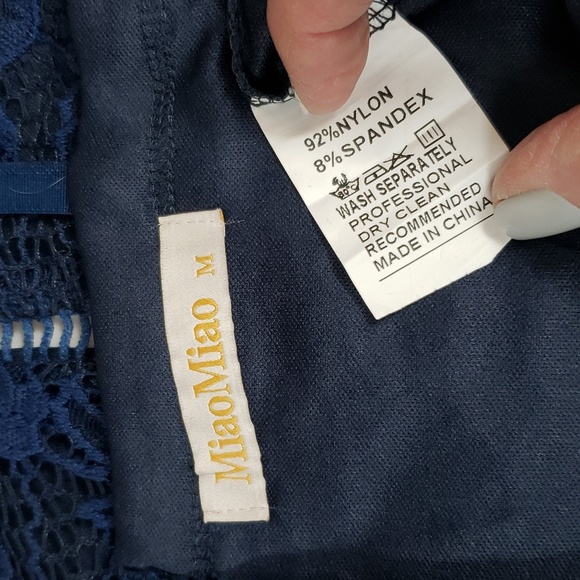 MiaoMiao M
92%NYLON
8%SPANDEX
WASH SEPARATELY
PROFESSIONAL
DRY CLEAN
RECOMMENDED
MADE IN CHINA